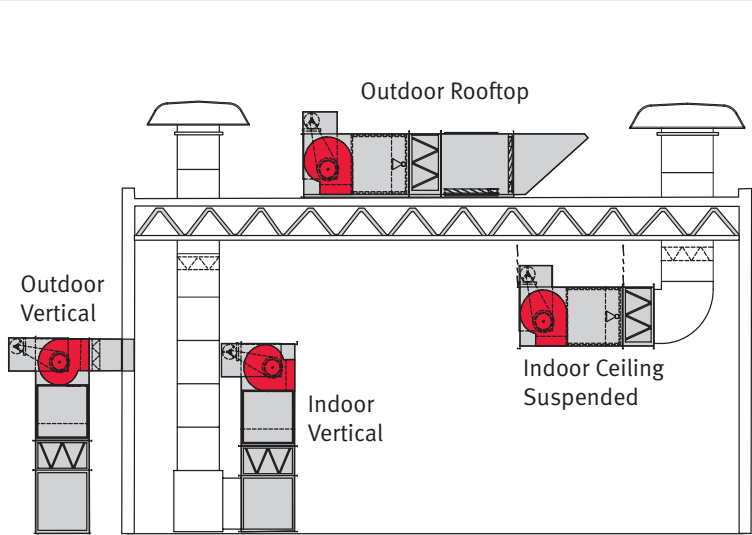 Outdoor Rooftop
Outdoor
Vertical
Indoor Ceiling
Suspended
Indoor
Vertical